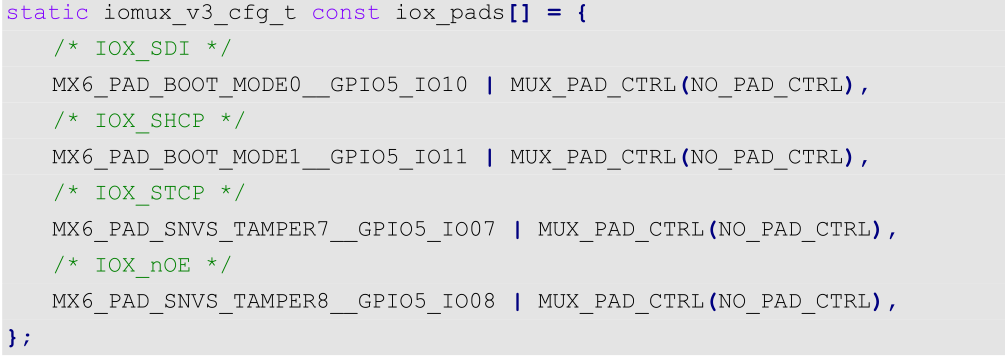 static iomux_v3_cfg_t const iox_pads[] = {
/* IOX_SDI */
MX6_PAD_BOOT_MODE0__GPIO5_IO10 | MUX_PAD_CTRL(NO_PAD_CTRL),
/* IOX_SHCP */
MX6_PAD_BOOT_MODE1__GPIO5_IO11 | MUX_PAD_CTRL(NO_PAD_CTRL),
/* IOX_STCP */
MX6_PAD_SNVS_TAMPER7__GPIO5_IO07 | MUX_PAD_CTRL(NO_PAD_CTRL),
/* IOX_nOE */
MX6_PAD_SNVS_TAMPER8__GPIO5_IO08 | MUX_PAD_CTRL(NO_PAD_CTRL),
};